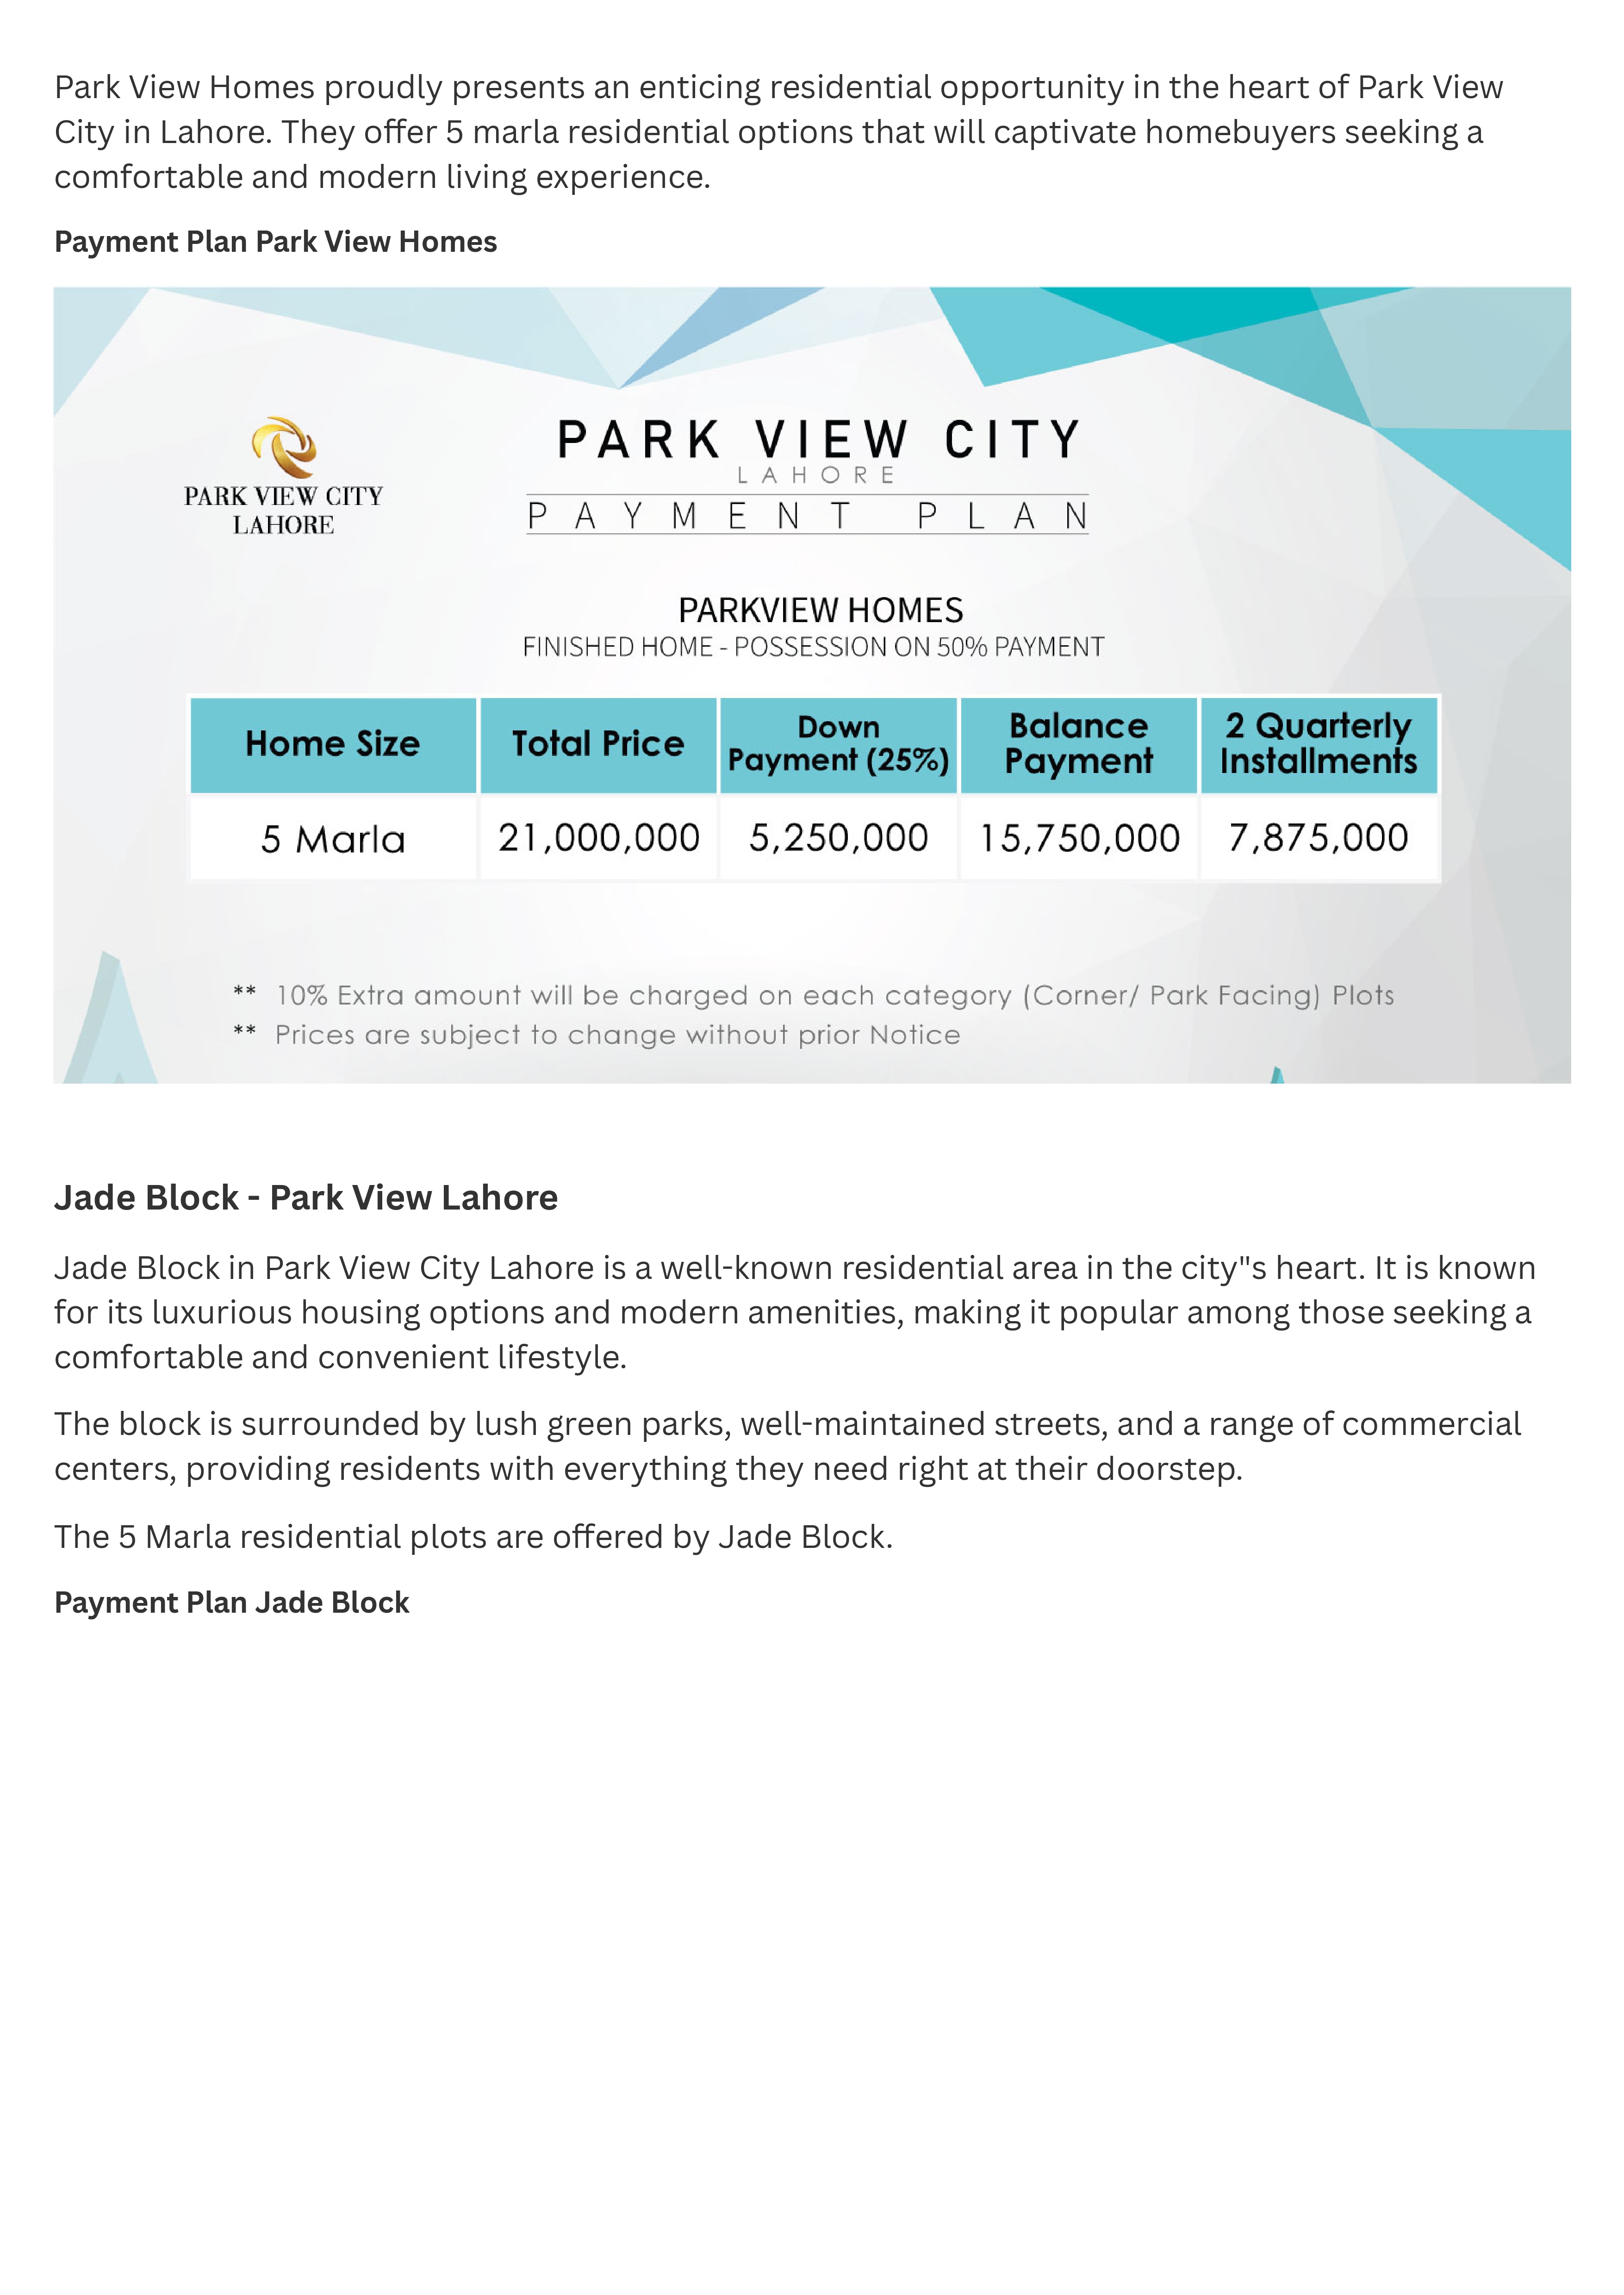 Park View Homes proudly presents an enticing residential opportunity in the heart of Park View
City in Lahore. They offer 5 marla residential options that will captivate homebuyers seeking a
comfortable and modern living experience.
Payment Plan Park View Homes
PARK VIEW CITY
LAHORE
PARK VIEW CITY
LAHORE
PAYMENT PLAN
PARKVIEW HOMES
FINISHED HOME - POSSESSION ON 50% PAYMENT
Home Size Total Price Down Payment (25%) Balance Payment 2 Quarterly Installments
5 Marla 21,000,000 5,250,000 15,750,000 7,875,000
** 10% Extra amount will be charged on each category (Corner/ Park Facing) Plots
** Prices are subject to change without prior Notice
Jade Block - Park View Lahore
Jade Block in Park View City Lahore is a well-known residential area in the city"s heart. It is known
for its luxurious housing options and modern amenities, making it popular among those seeking a
comfortable and convenient lifestyle.
The block is surrounded by lush green parks, well-maintained streets, and a range of commercial
centers, providing residents with everything they need right at their doorstep.
The 5 Marla residential plots are offered by Jade Block.
Payment Plan Jade Block